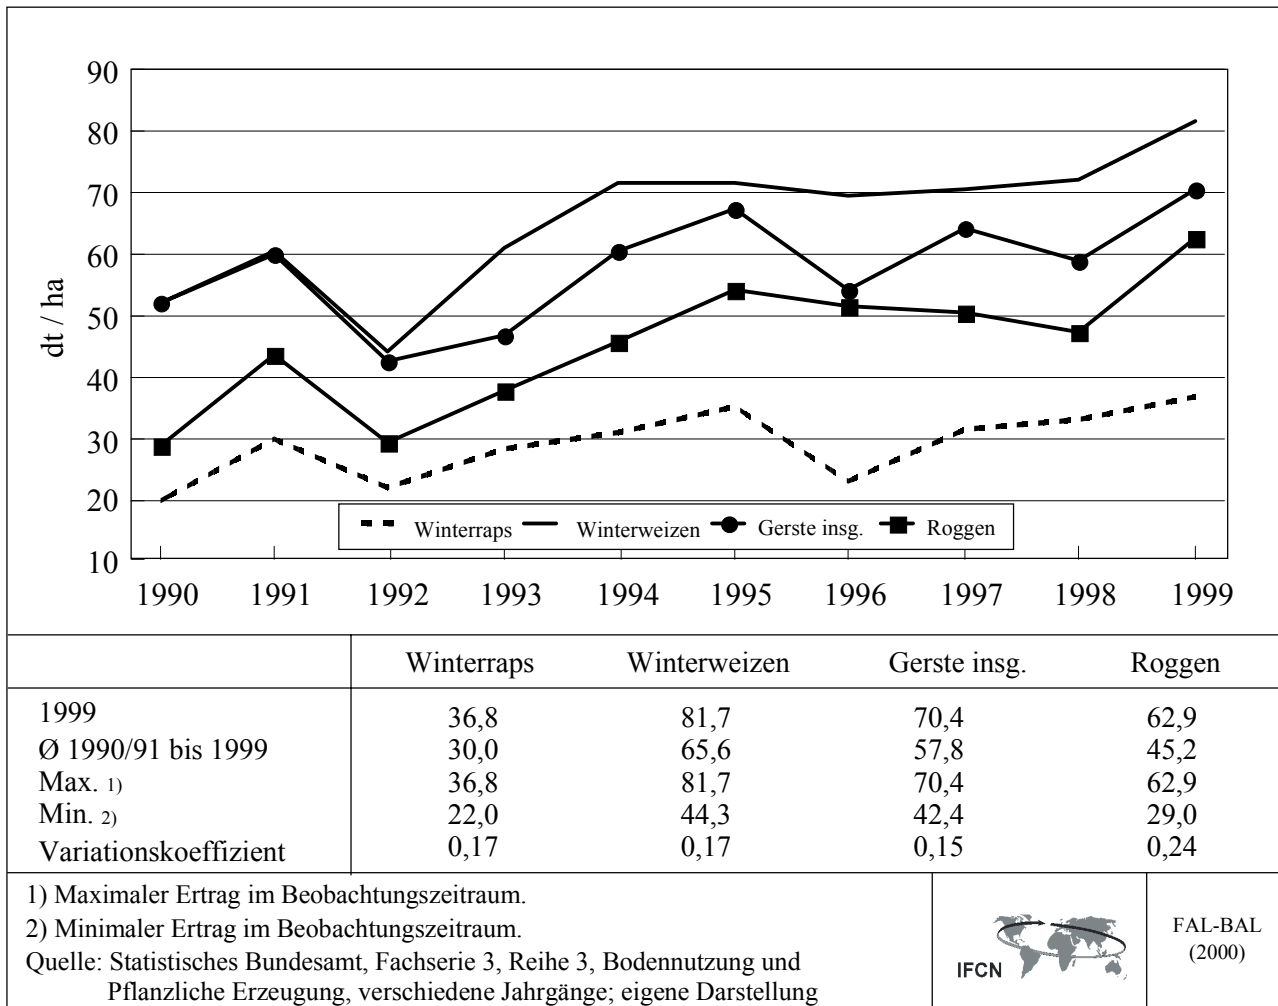 90
80
70
60
50
40
30
20
10
dt / ha
Winterraps Winterweizen Gerste insg. Roggen
1990 1991 1992 1993 1994 1995 1996 1997 1998 1999
Winterraps Winterweizen Gerste insg. Roggen
1999 36,8 81,7 70,4 62,9
Ø 1990/91 bis 1999 30,0 65,6 57,8 45,2
Max. 1) 36,8 81,7 70,4 62,9
Min. 2) 22,0 44,3 42,4 29,0
Variationskoeffizient 0,17 0,17 0,15 0,24
1) Maximaler Ertrag im Beobachtungszeitraum.
2) Minimaler Ertrag im Beobachtungszeitraum.
Quelle: Statistisches Bundesamt, Fachserie 3, Reihe 3, Bodennutzung und
Pflanzliche Erzeugung, verschiedene Jahrgänge; eigene Darstellung
IFCN
FAL-BAL
(2000)